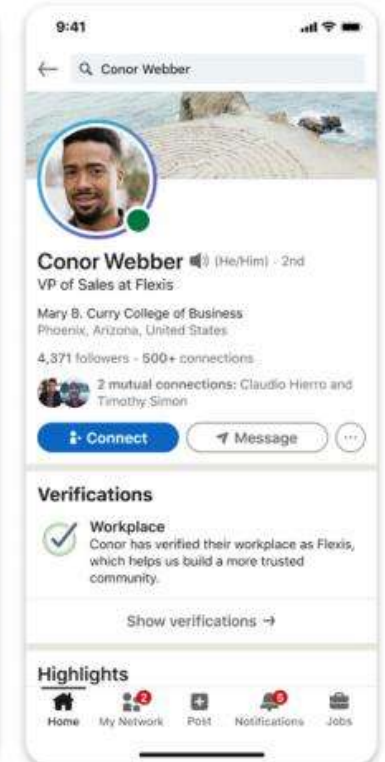 9:41
Conor Webber
Conor Webber (He/Him) · 2nd
VP of Sales at Flexis
Mary B. Curry College of Business
Phoenix, Arizona, United States
4,371 followers · 500+ connections
2 mutual connections: Claudio Hierro and
Timothy Simon
Connect
Message
Verifications
Workplace
Conor has verified their workplace as Flexis,
which helps us build a more trusted
community.
Show verifications →
Highlights
2
Home My Network Post Notifications Jobs